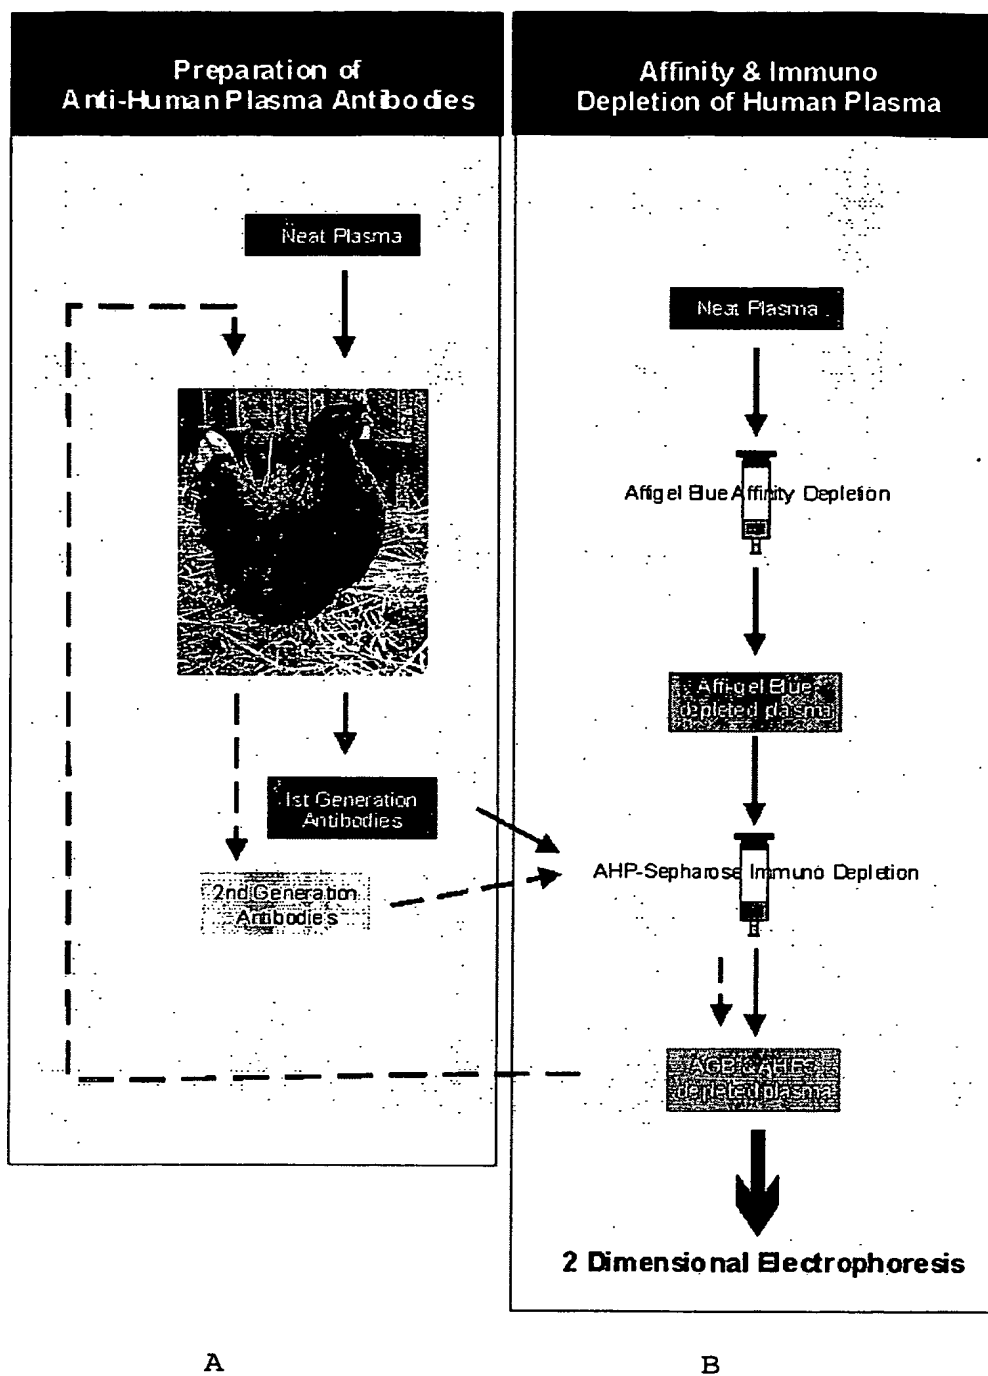 Preparation of
Anti-Human Plasma Antibodies
Neat Plasma
1st Generation
Antibodies
2nd Generation
Antibodies
A
Affinity & Immuno
Depletion of Human Plasma
Neat Plasma
Affigel Blue Affinity Depletion
Affi-gel Blue
depleted plasma
AHP-Sepharose Immuno Depletion
AGB &
depleted plasma
2 Dimensional Electrophoresis
B